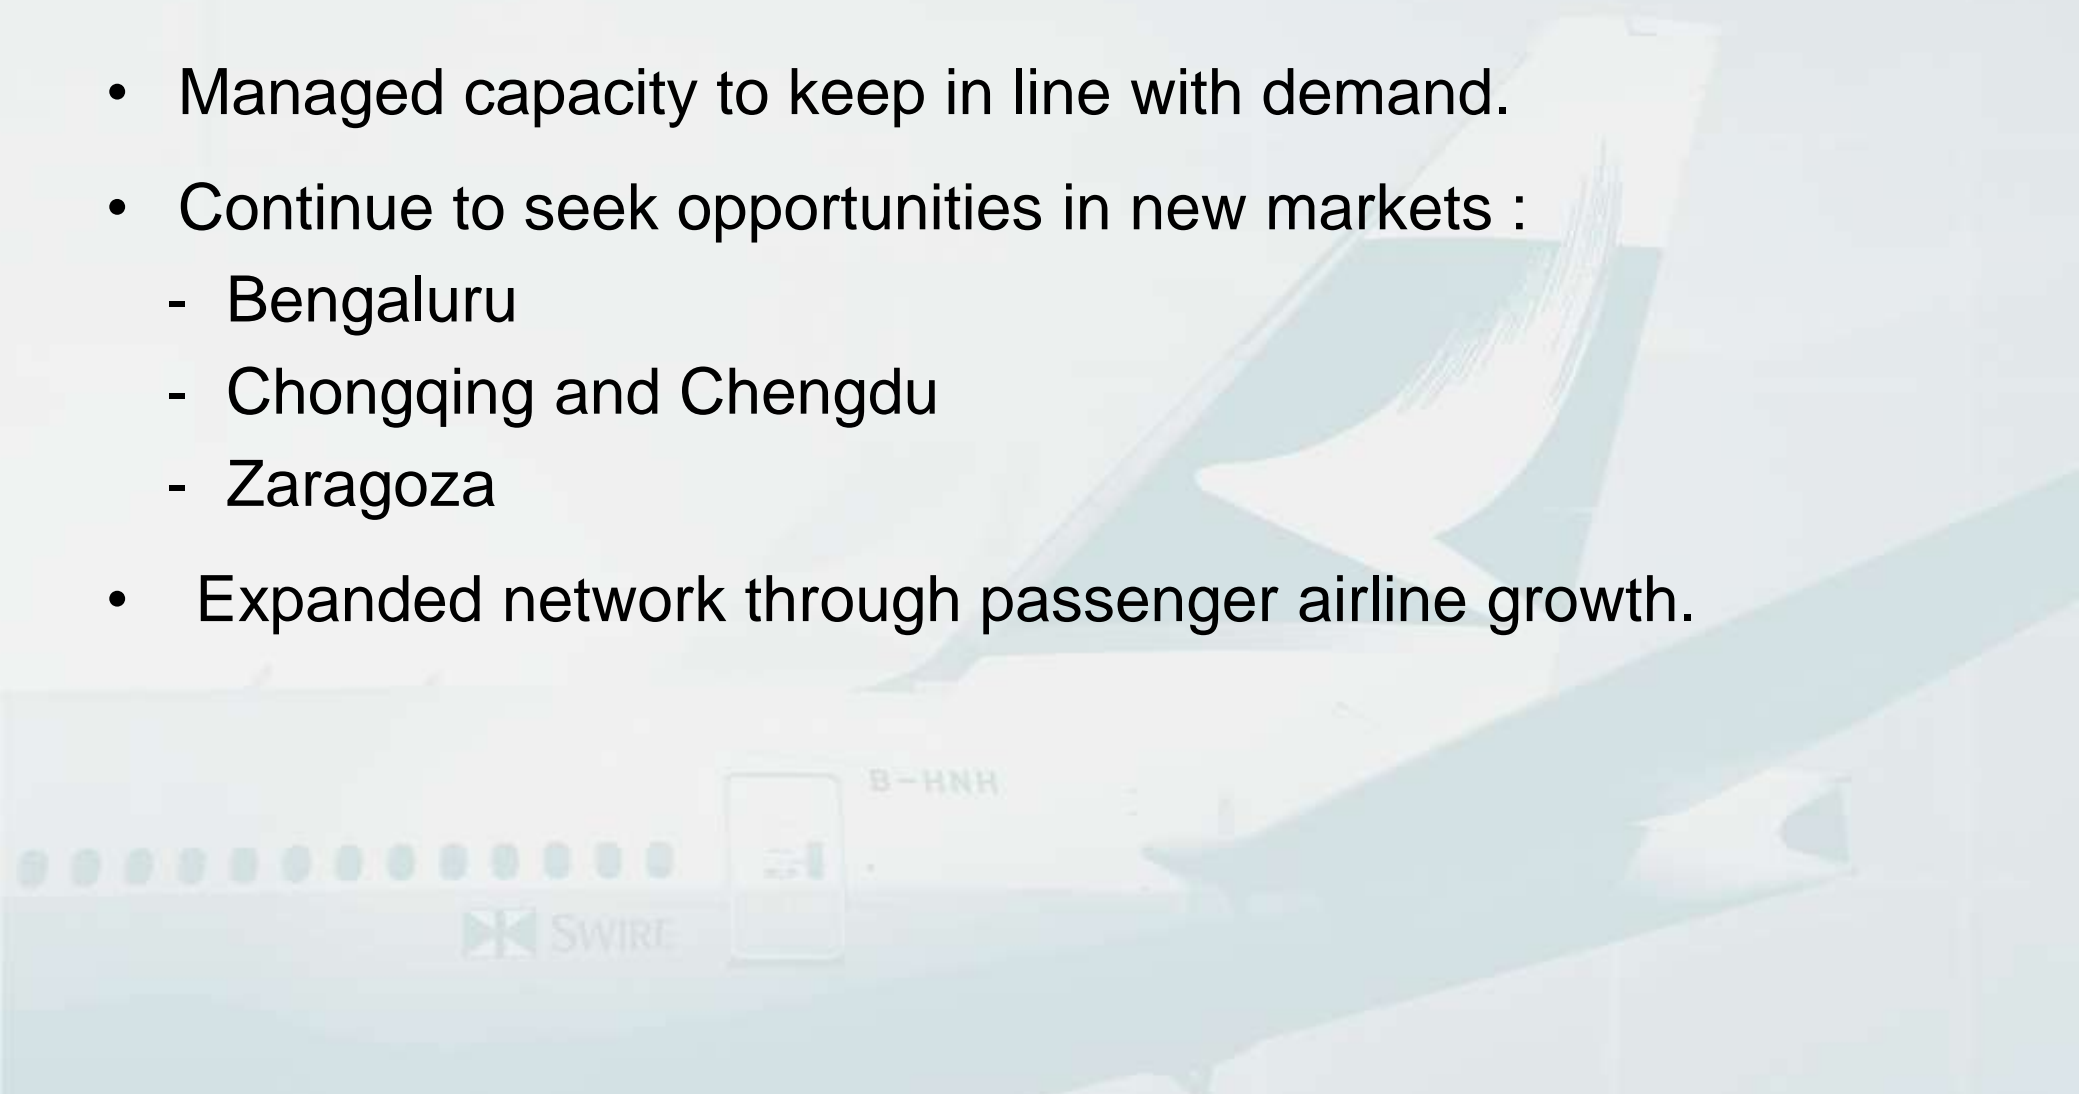 • Managed capacity to keep in line with demand.
• Continue to seek opportunities in new markets :
- Bengaluru
- Chongqing and Chengdu
- Zaragoza
• Expanded network through passenger airline growth.
B-HNH
SWIRE